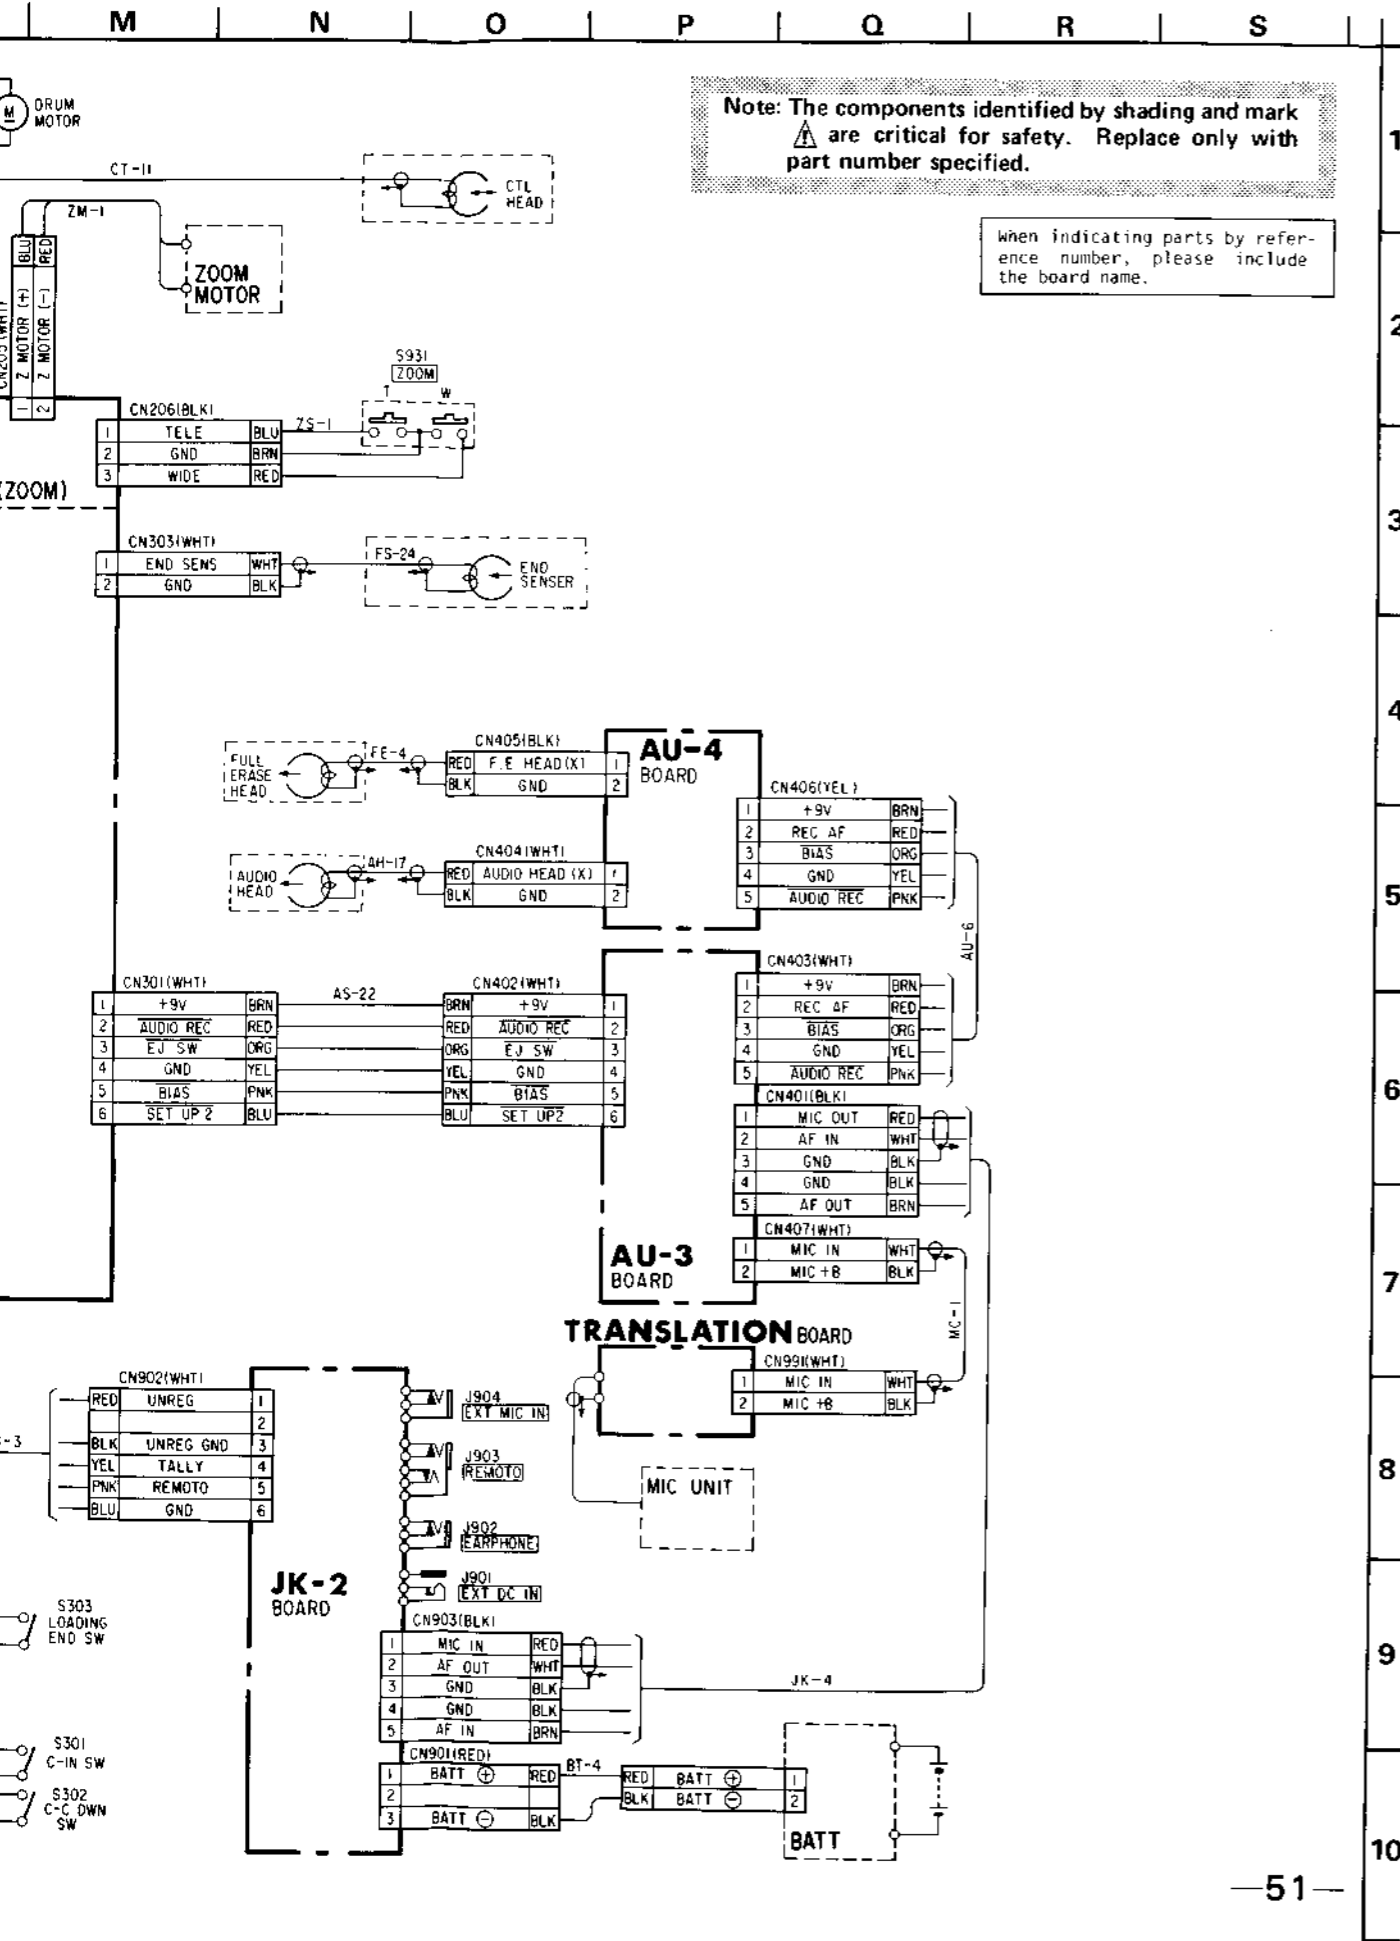 M N O P Q R S
DRUM
MOTOR
M
CT-11
CTL
HEAD
Note: The components identified by shading and mark
⚠ are critical for safety. Replace only with
part number specified.
1
When indicating parts by refer-
ence number, please include
the board name.
ZM-1
BLU
RED
Z MOTOR (+)
Z MOTOR (-)
1
2
ZOOM
MOTOR
2
S931
ZOOM
T W
CN206(BLK)
1 TELE BLU
2 GND BRN
3 WIDE RED
ZS-1
(ZOOM)
3
CN303(WHT)
1 END SENS WHT
2 GND BLK
FS-24
END
SENSER
4
FULL
ERASE
HEAD
FE-4
CN405(BLK)
RED F.E HEAD(X) 1
BLK GND 2
AU-4
BOARD
CN406(YEL)
1 +9V BRN
2 REC AF RED
3 BIAS ORG
4 GND YEL
5 AUDIO REC PNK
AUDIO
HEAD
AH-17
CN404(WHT)
RED AUDIO HEAD (X) 1
BLK GND 2
5
AU-6
CN301(WHT)
1 +9V BRN
2 AUDIO REC RED
3 EJ SW ORG
4 GND YEL
5 BIAS PNK
6 SET UP 2 BLU
AS-22
CN402(WHT)
BRN +9V 1
RED AUDIO REC 2
ORG EJ SW 3
YEL GND 4
PNK BIAS 5
BLU SET UP2 6
CN403(WHT)
1 +9V BRN
2 REC AF RED
3 BIAS ORG
4 GND YEL
5 AUDIO REC PNK
6
CN401(BLK)
1 MIC OUT RED
2 AF IN WHT
3 GND BLK
4 GND BLK
5 AF OUT BRN
AU-3
BOARD
CN407(WHT)
1 MIC IN WHT
2 MIC+B BLK
7
MC-1
TRANSLATION BOARD
CN991(WHT)
1 MIC IN WHT
2 MIC +B BLK
MIC UNIT
CN902(WHT)
RED UNREG 1
2
BLK UNREG GND 3
YEL TALLY 4
PNK REMOTO 5
BLU GND 6
-3
J904
EXT MIC IN
J903
REMOTO
J902
EARPHONE
J901
EXT DC IN
8
JK-2
BOARD
S303
LOADING
END SW
CN903(BLK)
1 MIC IN RED
2 AF OUT WHT
3 GND BLK
4 GND BLK
5 AF IN BRN
JK-4
9
S301
C-IN SW
S302
C-C DWN
SW
CN901(RED)
1 BATT ⊕ RED
2
3 BATT ⊖ BLK
BT-4
RED BATT ⊕ 1
BLK BATT ⊖ 2
BATT
10
—51—